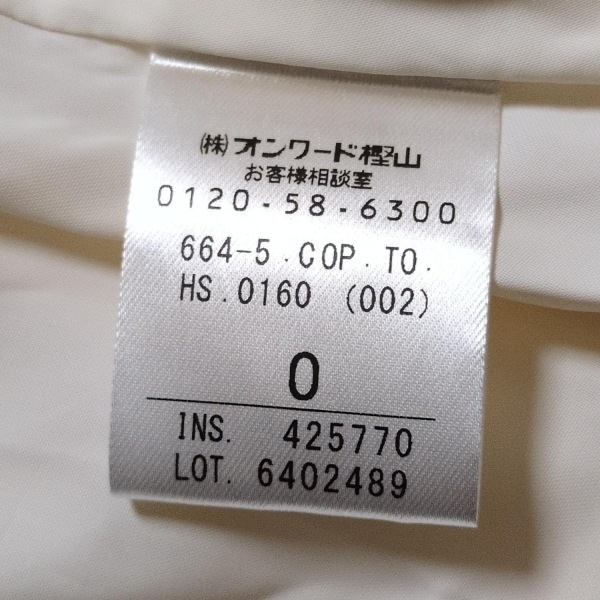 (株)オンワード樫山
お客様相談室
0120-58-6300
664-5.COP.TO.
HS.0160 (002)
0
INS. 425770
LOT. 6402489